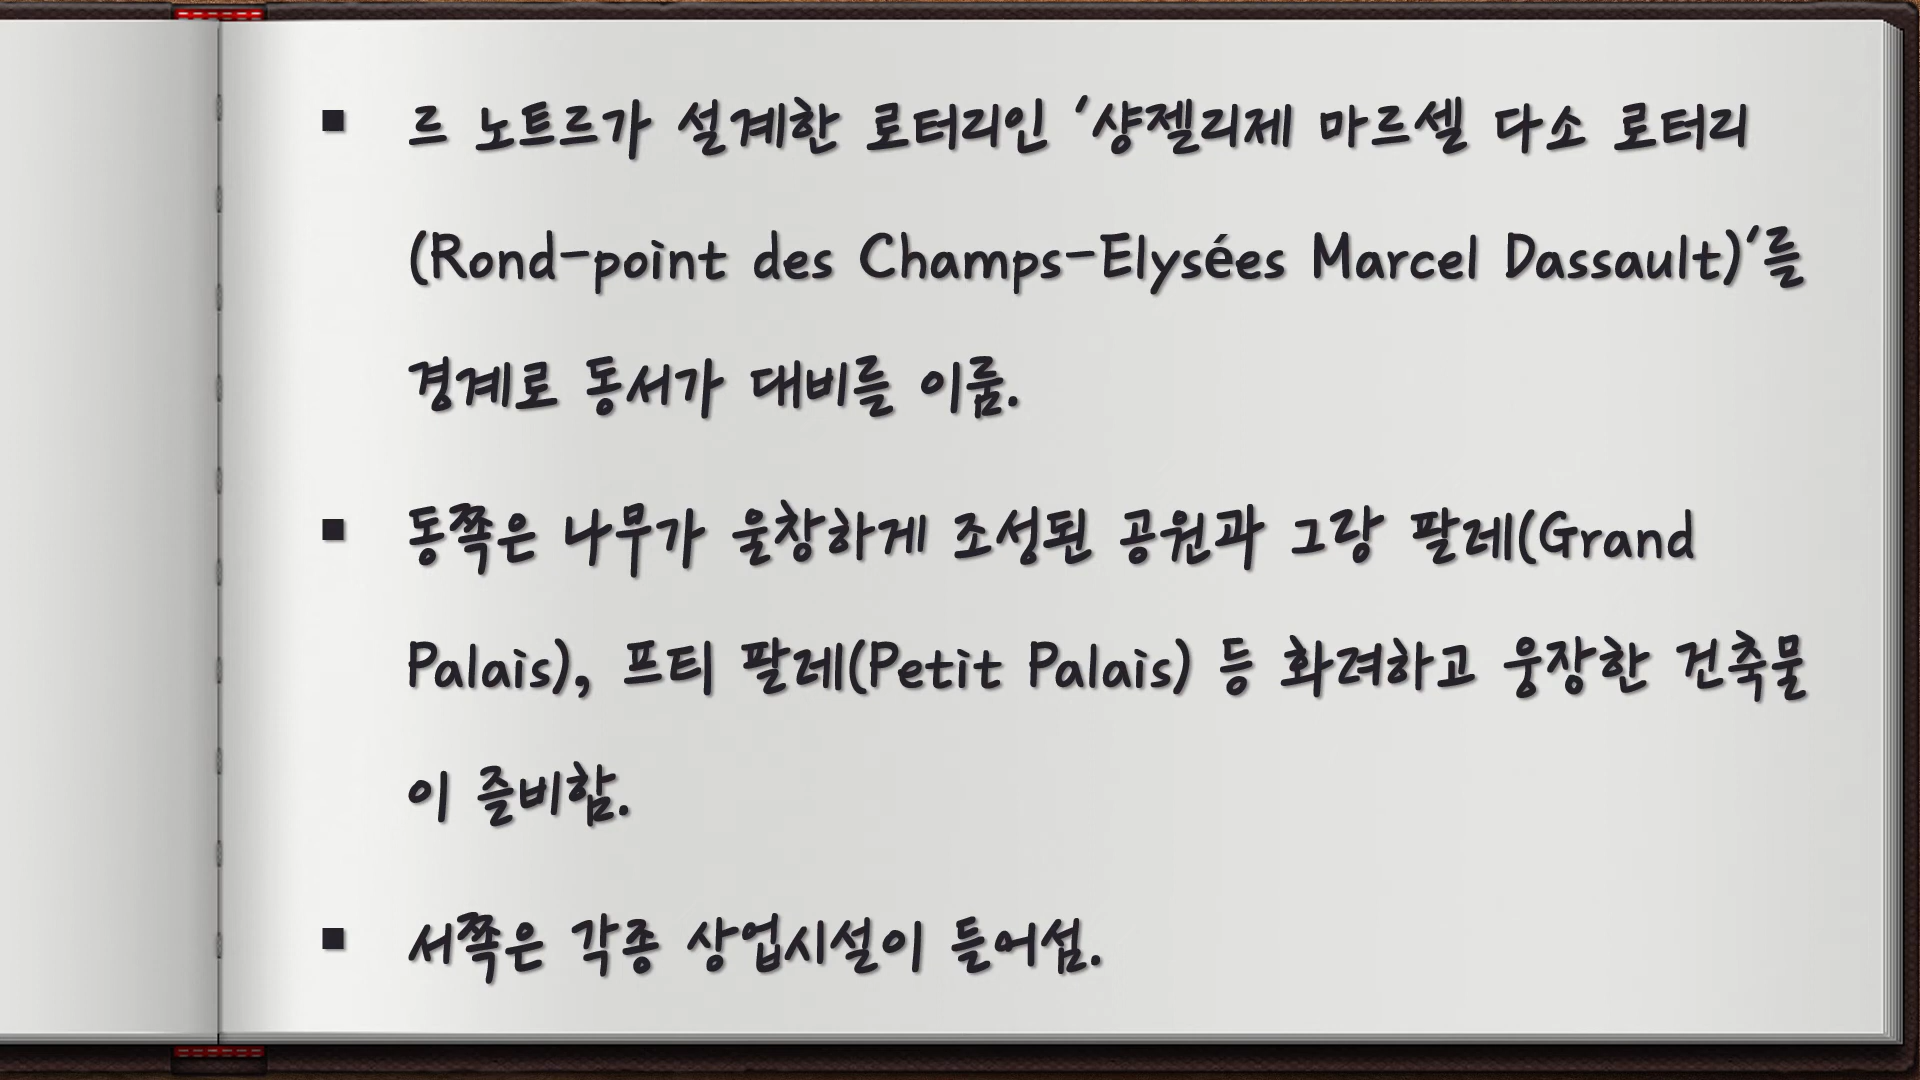 ▪ 르 노트르가 설계한 로터리인 '샹젤리제 마르셀 다소 로터리
(Rond-point des Champs-Elysées Marcel Dassault)'를
경계로 동서가 대비를 이룸.
▪ 동쪽은 나무가 울창하게 조성된 공원과 그랑 팔레(Grand
Palais), 프티 팔레(Petit Palais) 등 화려하고 웅장한 건축물
이 즐비함.
▪ 서쪽은 각종 상업시설이 들어섬.